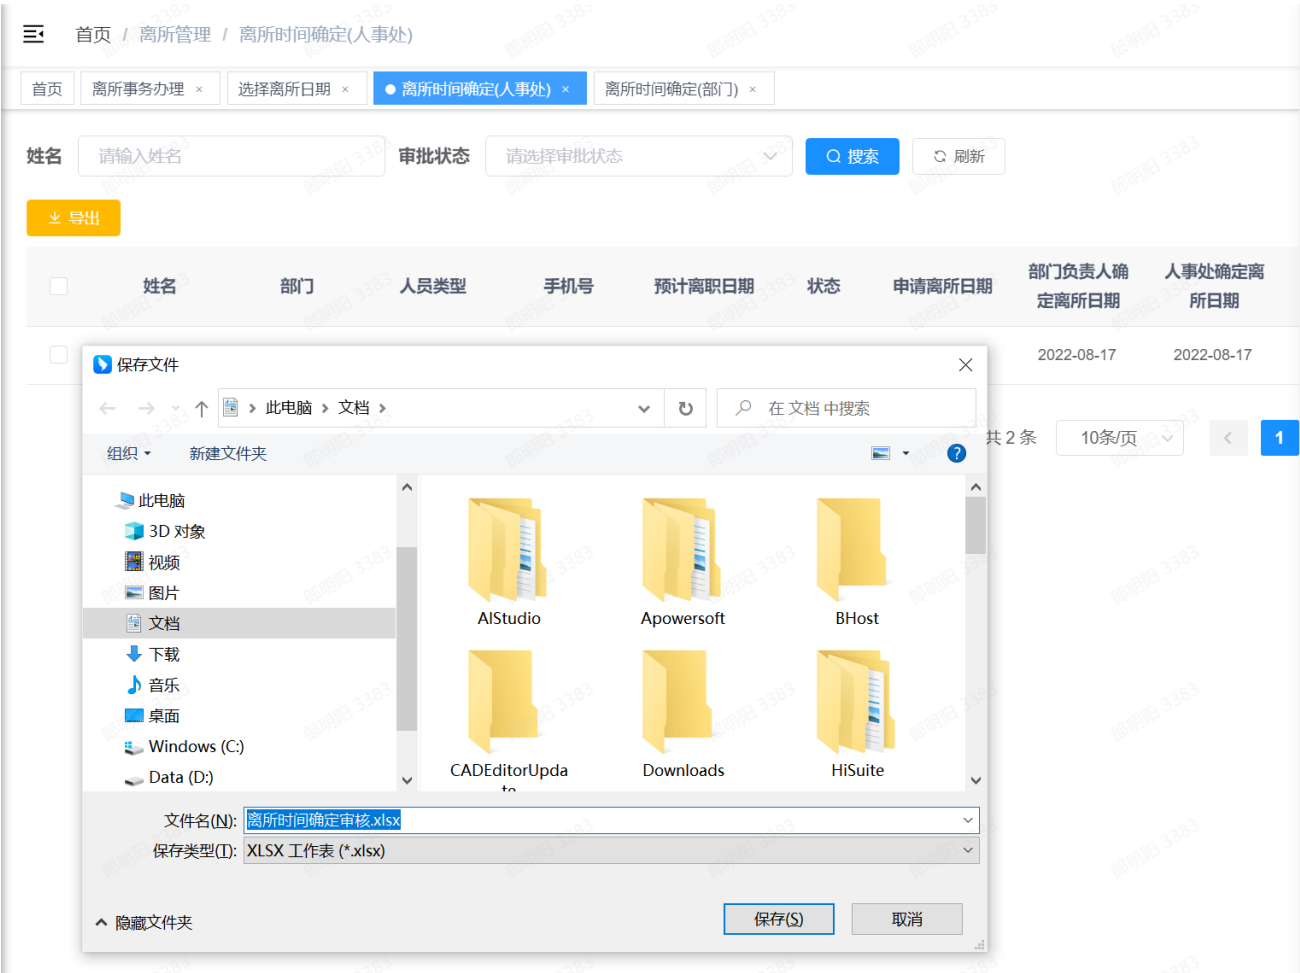 首页 / 离所管理 / 离所时间确定(人事处)
首页 离所事务办理 × 选择离所日期 × 离所时间确定(人事处) × 离所时间确定(部门) ×
姓名 请输入姓名 审批状态 请选择审批状态 搜索 刷新
导出
姓名 部门 人员类型 手机号 预计离职日期 状态 申请离所日期 部门负责人确定离所日期 人事处确定离所日期
2022-08-17 2022-08-17
共 2 条 10条/页 1
保存文件
此电脑 文档
在 文档 中搜索
组织 新建文件夹
此电脑
3D 对象
视频
图片
文档
下载
音乐
桌面
Windows (C:)
Data (D:)
AIStudio Apowersoft BHost
CADEditorUpdate Downloads HiSuite
文件名(N): 离所时间确定审核.xlsx
保存类型(T): XLSX 工作表 (*.xlsx)
隐藏文件夹 保存(S) 取消